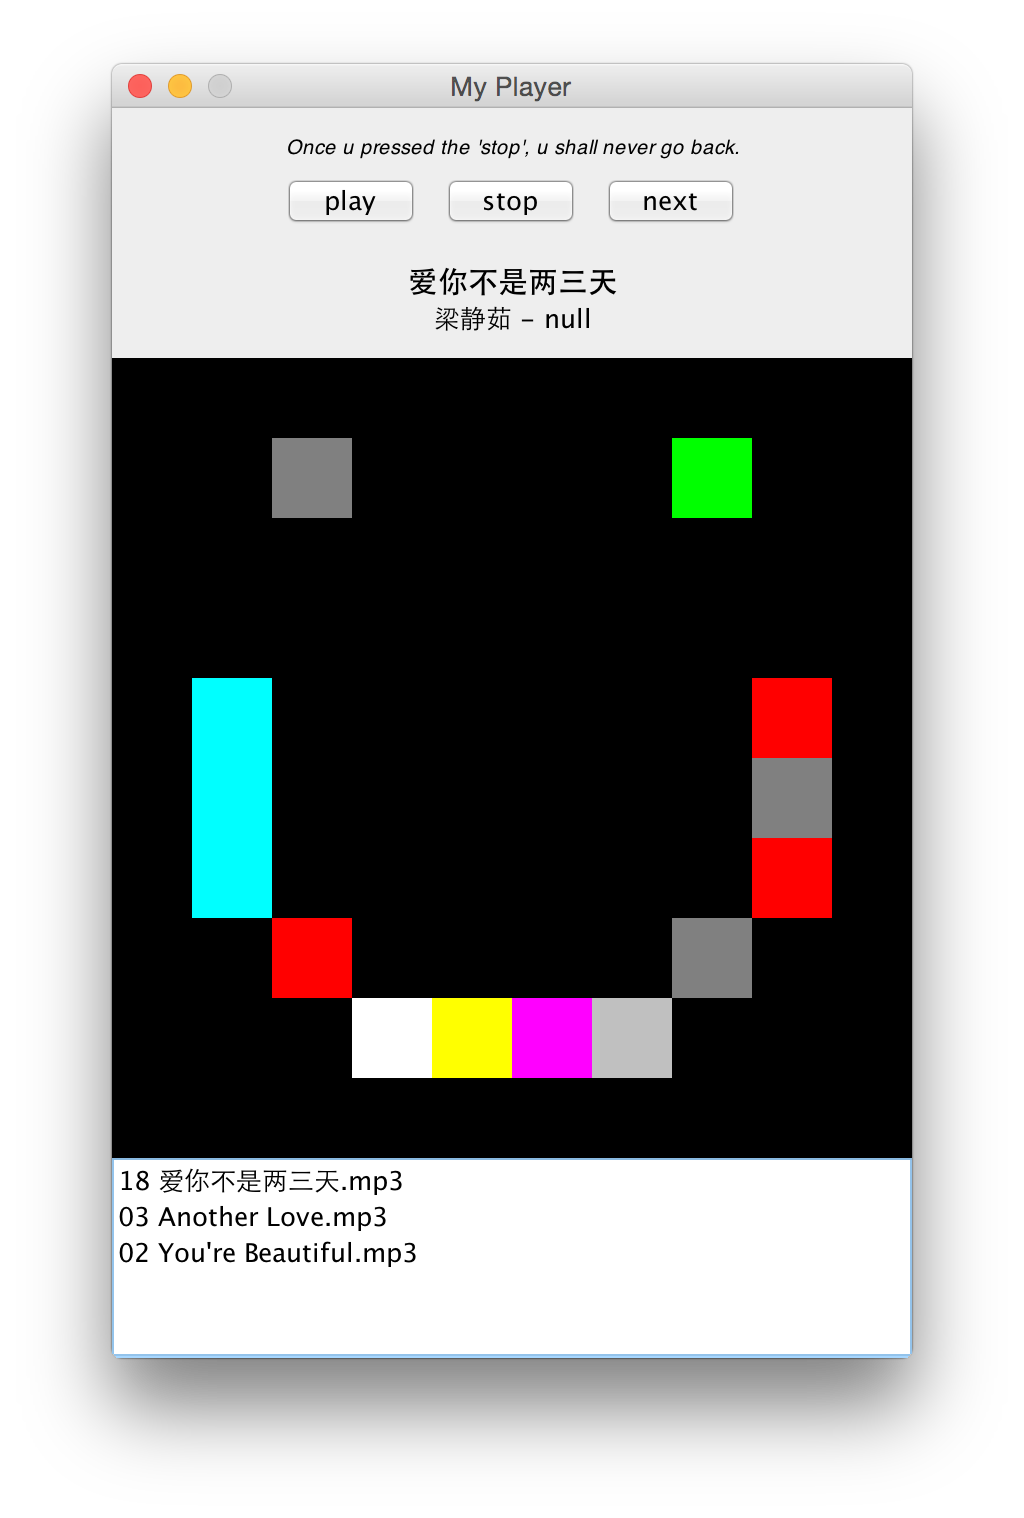 My Player
Once u pressed the 'stop', u shall never go back.
play stop next
爱你不是两三天
梁静茹 – null
18 爱你不是两三天.mp3
03 Another Love.mp3
02 You're Beautiful.mp3